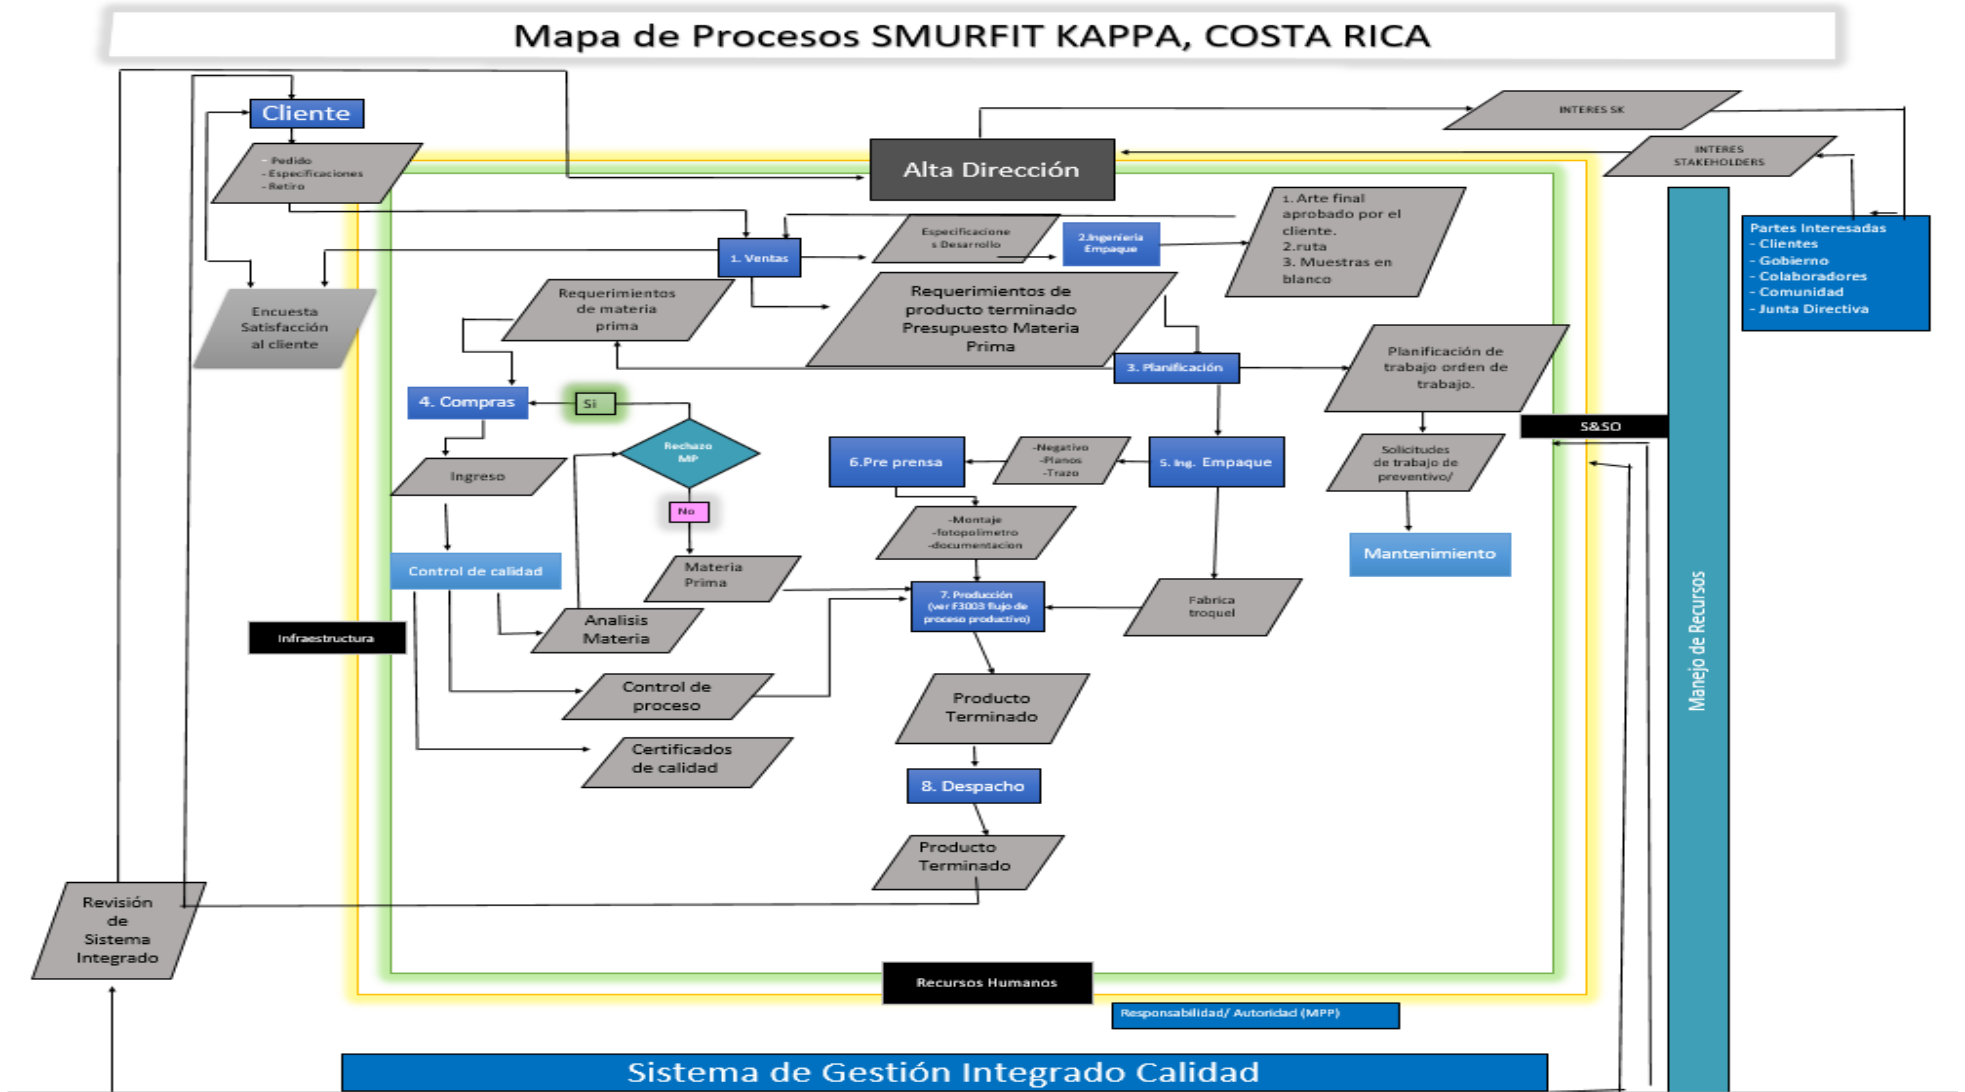 Mapa de Procesos SMURFIT KAPPA, COSTA RICA
Cliente
- Pedido
- Especificaciones
- Retiro
Alta Dirección
INTERES SK
INTERES
STAKEHOLDERS
Partes Interesadas
- Clientes
- Gobierno
- Colaboradores
- Comunidad
- Junta Directiva
1. Ventas
Especificacione
s Desarrollo
2.Ingenieria
Empaque
1. Arte final
aprobado por el
cliente.
2.ruta
3. Muestras en
blanco
Encuesta
Satisfacción
al cliente
Requerimientos
de materia
prima
Requerimientos de
producto terminado
Presupuesto Materia
Prima
3. Planificación
Planificación de
trabajo orden de
trabajo.
4. Compras
Si
Rechazo
MP
No
S&SO
Ingreso
6.Pre prensa
-Negativo
-Planos
-Trazo
5. Ing. Empaque
Solicitudes
de trabajo de
preventivo/
-Montaje
-fotopolimetro
-documentacion
Mantenimiento
Control de calidad
Materia
Prima
7. Producción
(ver F3003 flujo de
proceso productivo)
Fabrica
troquel
Analisis
Materia
Infraestructura
Manejo de Recursos
Control de
proceso
Producto
Terminado
Certificados
de calidad
8. Despacho
Producto
Terminado
Revisión
de
Sistema
Integrado
Recursos Humanos
Responsabilidad/ Autoridad (MPP)
Sistema de Gestión Integrado Calidad